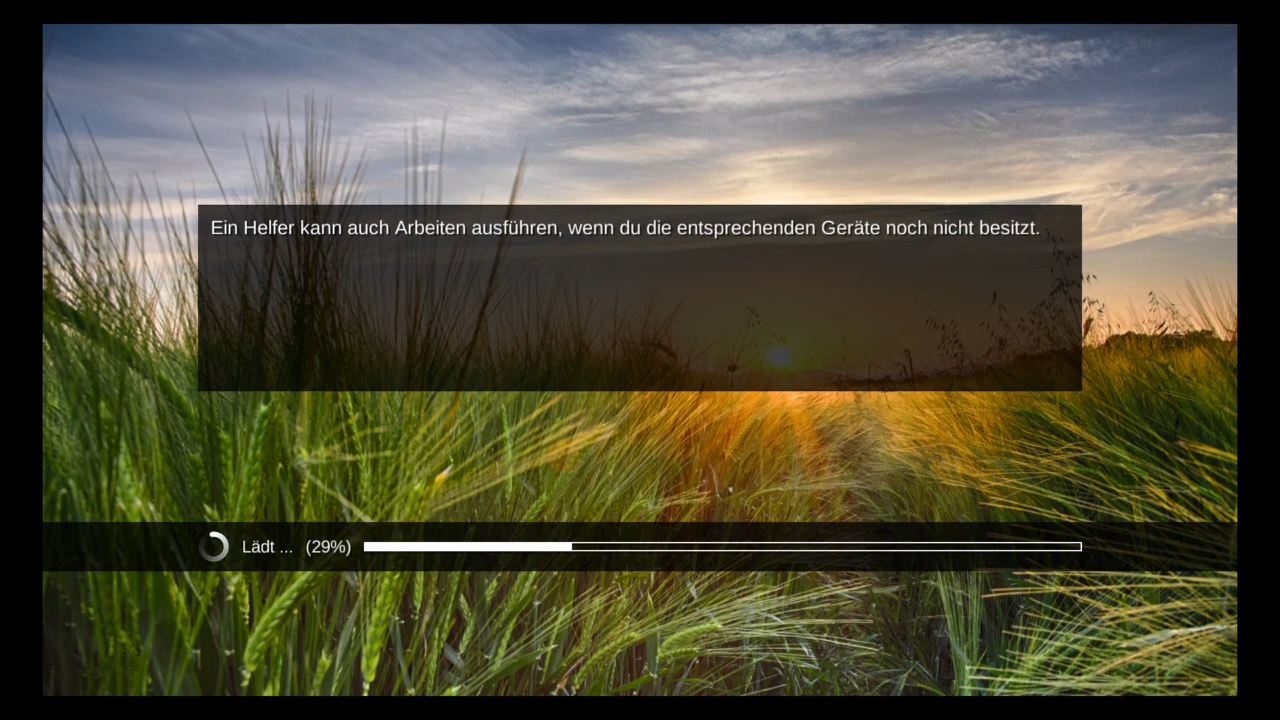 Ein Helfer kann auch Arbeiten ausführen, wenn du die entsprechenden Geräte noch nicht besitzt.
Lädt ... (29%)